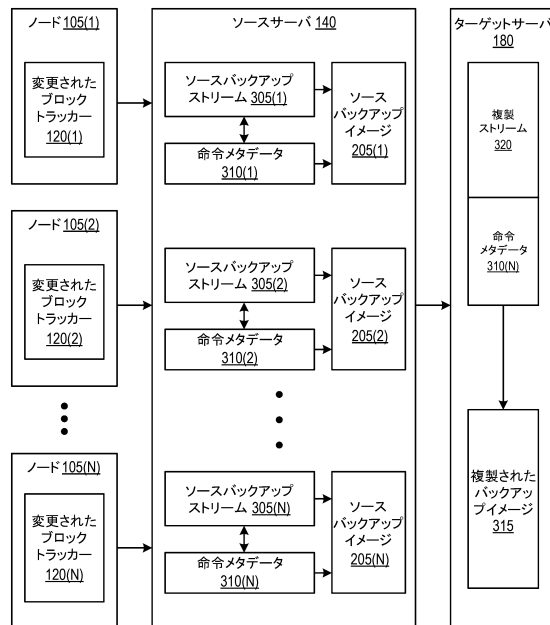 ノード 105(1)
変更された
ブロック
トラッカー
120(1)
ノード 105(2)
変更された
ブロック
トラッカー
120(2)
ノード 105(N)
変更された
ブロック
トラッカー
120(N)
ソースサーバ 140
ソースバックアップ
ストリーム 305(1)
命令メタデータ
310(1)
ソース
バックアップ
イメージ
205(1)
ソースバックアップ
ストリーム 305(2)
命令メタデータ
310(2)
ソース
バックアップ
イメージ
205(2)
ソースバックアップ
ストリーム 305(N)
命令メタデータ
310(N)
ソース
バックアップ
イメージ
205(N)
ターゲットサーバ
180
複製
ストリーム
320
命令
メタデータ
310(N)
複製された
バックアッ
プイメージ
315